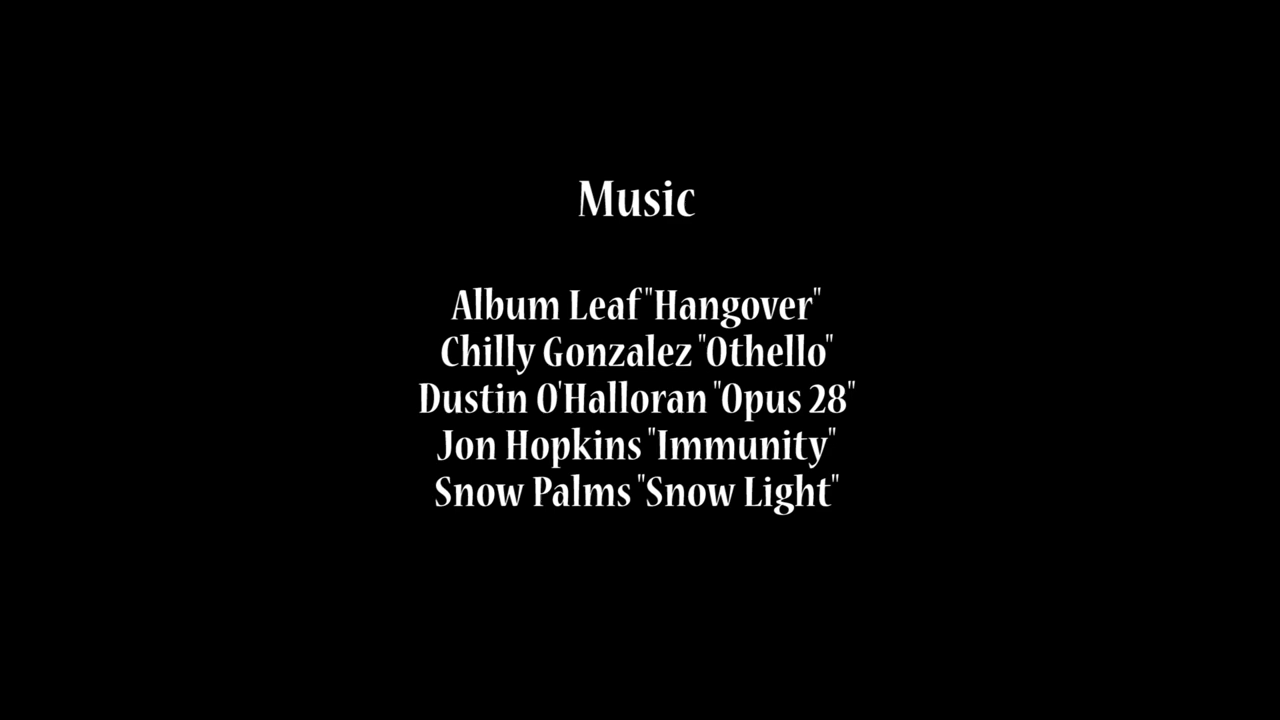 Music
Album Leaf "Hangover"
Chilly Gonzalez "Othello"
Dustin O'Halloran "Opus 28"
Jon Hopkins "Immunity"
Snow Palms "Snow Light"